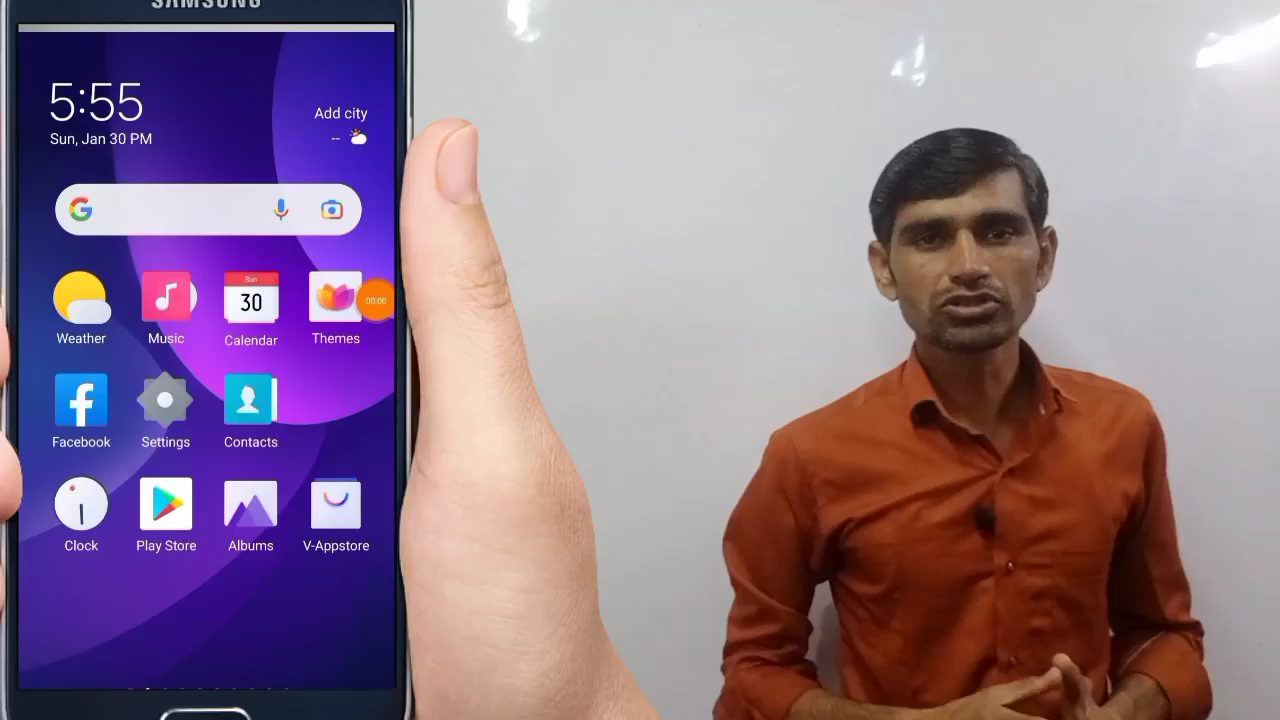 SAMSUNG
5:55
Sun, Jan 30 PM
Add city
--
G
00:00
Sun
30
Weather
Music
Calendar
Themes
f
Facebook
Settings
Contacts
Clock
Play Store
Albums
V-Appstore